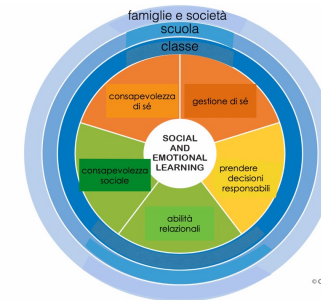 famiglie e società
scuola
classe
consapevolezza
di sé
gestione di sé
SOCIAL
AND
EMOTIONAL
LEARNING
consapevolezza
sociale
prendere
decisioni
responsabili
abilità
relazionali